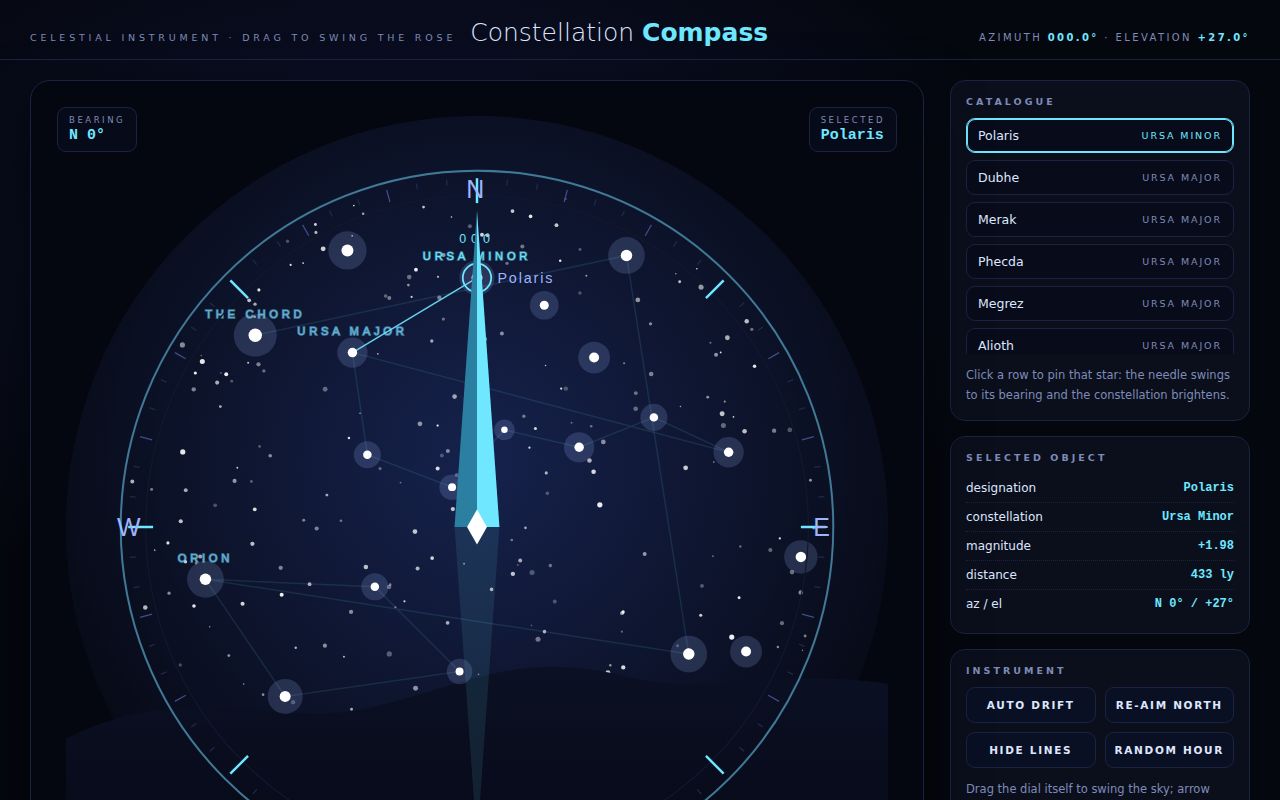 CELESTIAL INSTRUMENT · DRAG TO SWING THE ROSE
Constellation Compass
AZIMUTH 000.0° · ELEVATION +27.0°
BEARING
N 0°
SELECTED
Polaris
N
000
URSA MINOR
Polaris
THE CHORD
URSA MAJOR
W
E
ORION
CATALOGUE
Polaris URSA MINOR
Dubhe URSA MAJOR
Merak URSA MAJOR
Phecda URSA MAJOR
Megrez URSA MAJOR
Alioth URSA MAJOR
Click a row to pin that star: the needle swings
to its bearing and the constellation brightens.
SELECTED OBJECT
designation Polaris
constellation Ursa Minor
magnitude +1.98
distance 433 ly
az / el N 0° / +27°
INSTRUMENT
AUTO DRIFT RE-AIM NORTH
HIDE LINES RANDOM HOUR
Drag the dial itself to swing the sky; arrow